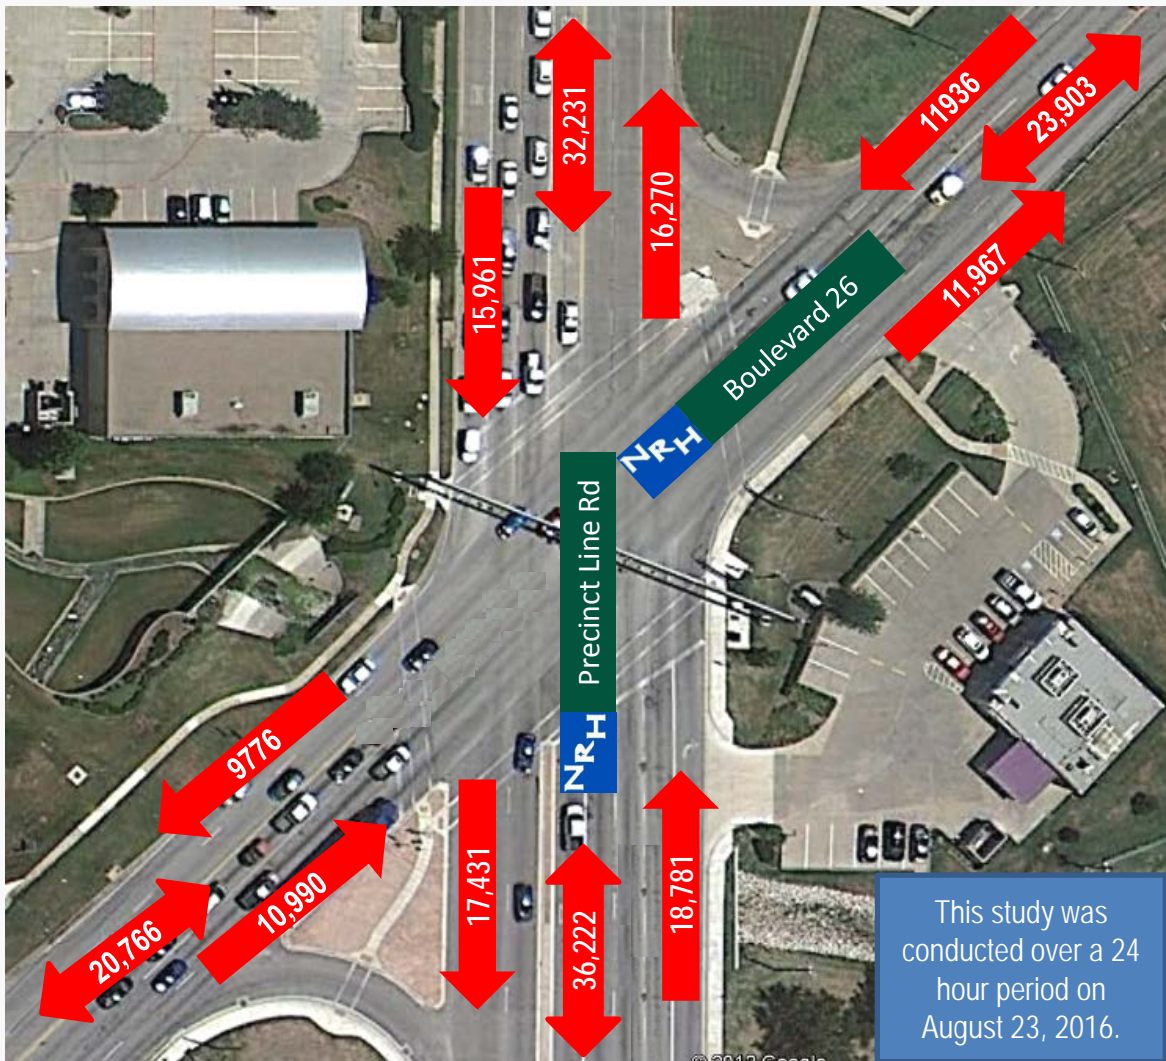 32,231
11936
23,903
16,270
15,961
11,967
Boulevard 26
NRH
Precinct Line Rd
NRH
9776
10,990
20,766
17,431
36,222
18,781
This study was
conducted over a 24
hour period on
August 23, 2016.